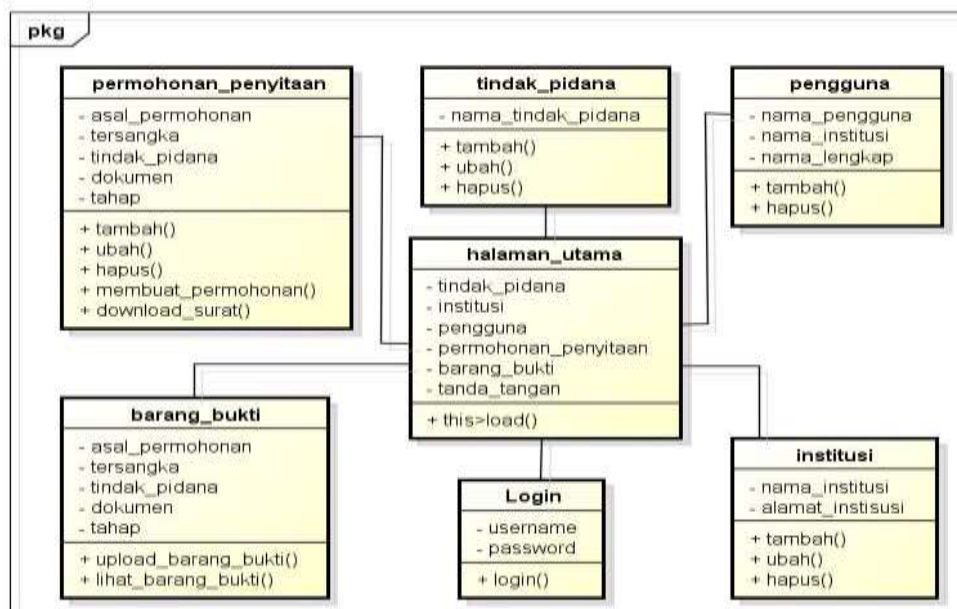 pkg
permohonan_penyitaan
- asal_permohonan
- tersangka
- tindak_pidana
- dokumen
- tahap
+ tambah()
+ ubah()
+ hapus()
+ membuat_permohonan()
+ download_surat()
tindak_pidana
- nama_tindak_pidana
+ tambah()
+ ubah()
+ hapus()
pengguna
- nama_pengguna
- nama_institusi
- nama_lengkap
+ tambah()
+ hapus()
halaman_utama
- tindak_pidana
- institusi
- pengguna
- permohonan_penyitaan
- barang_bukti
- tanda_tangan
+ this>load()
barang_bukti
- asal_permohonan
- tersangka
- tindak_pidana
- dokumen
- tahap
+ upload_barang_bukti()
+ lihat_barang_bukti()
Login
- username
- password
+ login()
institusi
- nama_institusi
- alamat_instisusi
+ tambah()
+ ubah()
+ hapus()